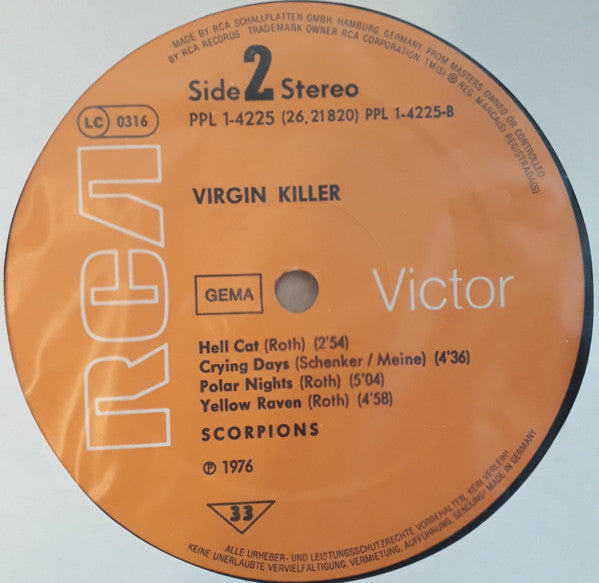 MADE BY RCA SCHALLPLATTEN GMBH, HAMBURG, GERMANY, FROM MASTERS OWNED OR CONTROLLED
BY RCA RECORDS TRADEMARK OWNER RCA CORPORATION. TM(S) ® REG. MARCA(S) REGISTRADA(S)
Side 2 Stereo
PPL 1-4225 (26.21820) PPL 1-4225-B
LC 0316
RCA
VIRGIN KILLER
GEMA
Victor
Hell Cat (Roth) (2'54)
Crying Days (Schenker / Meine) (4'36)
Polar Nights (Roth) (5'04)
Yellow Raven (Roth) (4'58)
SCORPIONS
℗ 1976
33
ALLE URHEBER- UND LEISTUNGSSCHUTZRECHTE VORBEHALTEN, KEIN VERLEIH!
KEINE UNERLAUBTE VERVIELFÄLTIGUNG, VERMIETUNG, AUFFÜHRUNG, SENDUNG! MADE IN GERMANY